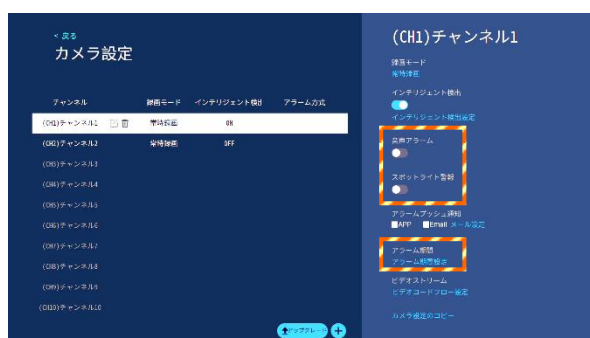 < 戻る
カメラ設定
チャンネル 録画モード インテリジェント検出 アラーム方式
(CH1)チャンネル1 常時録画 ON
(CH2)チャンネル2 常時録画 OFF
(CH3)チャンネル3
(CH4)チャンネル4
(CH5)チャンネル5
(CH6)チャンネル6
(CH7)チャンネル7
(CH8)チャンネル8
(CH9)チャンネル9
(CH10)チャンネル10
アップグレード
(CH1)チャンネル1
録画モード
常時録画
インテリジェント検出
インテリジェント検出設定
音声アラーム
スポットライト警報
アラームプッシュ通知
APP Email メール設定
アラーム期間
アラーム期間設定
ビデオストリーム
ビデオコードフロー設定
カメラ設定のコピー